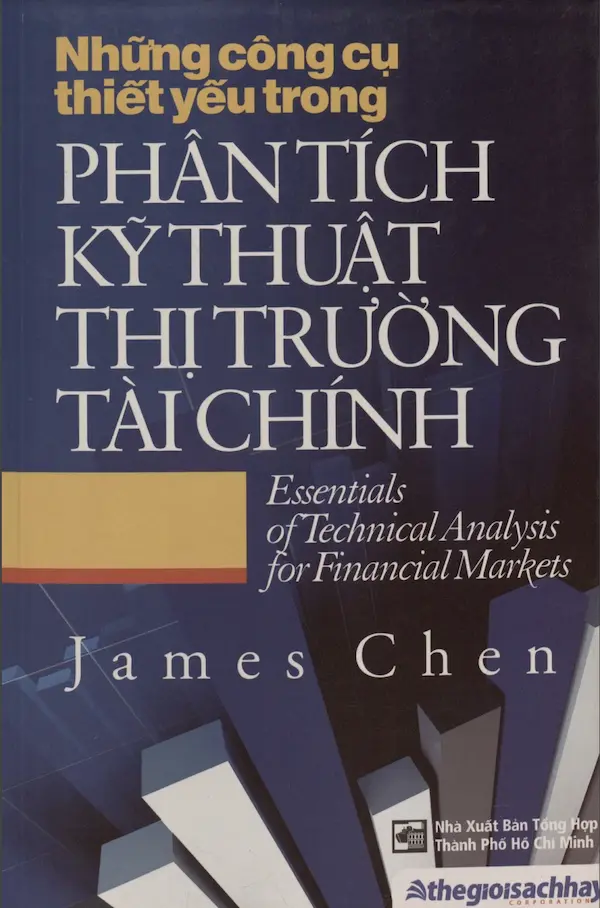 Những công cụ
thiết yếu trong
PHÂN TÍCH
KỸ THUẬT
THỊ TRƯỜNG
TÀI CHÍNH
Essentials
of Technical Analysis
for Financial Markets
James Chen
Nhà Xuất Bản Tổng Hợp
Thành Phố Hồ Chí Minh
thegioisachhay
CORPORATION